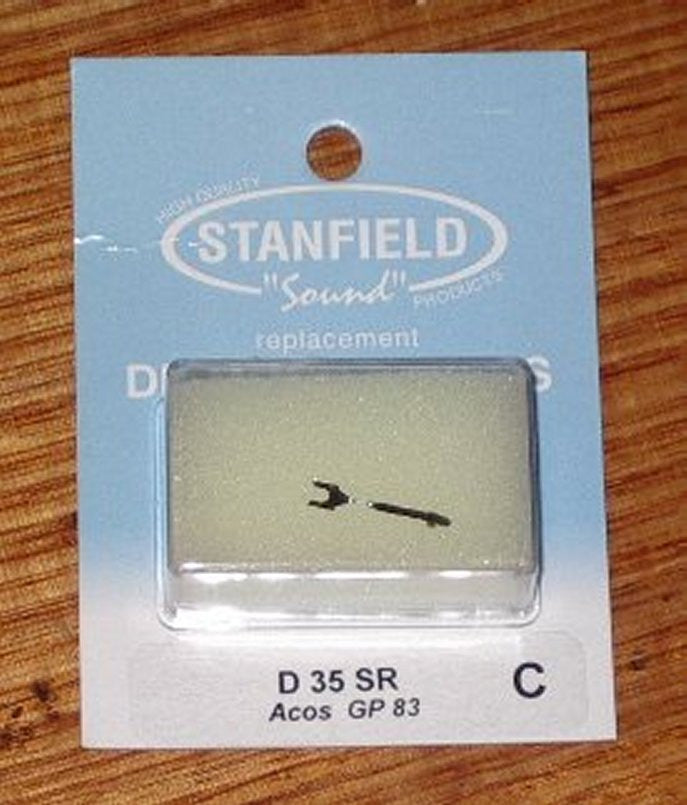 HIGH QUALITY
STANFIELD
"Sound"
PRODUCTS
replacement
D S
D 35 SR C
Acos GP 83